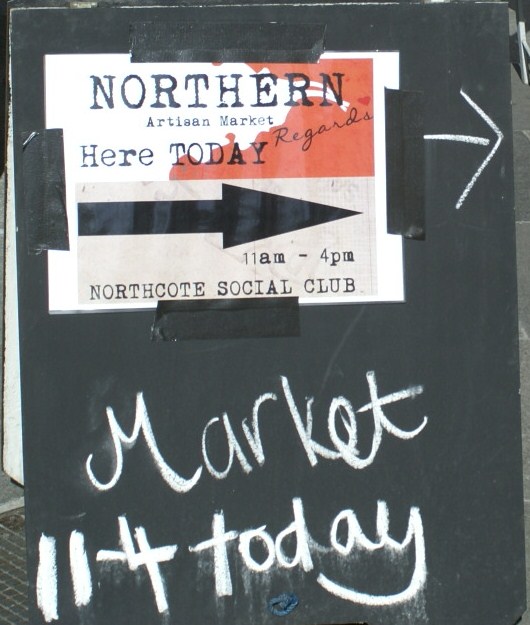 NORTHERN
Artisan Market
Regards
Here TODAY
11am - 4pm
NORTHCOTE SOCIAL CLUB
Market
11-4 today